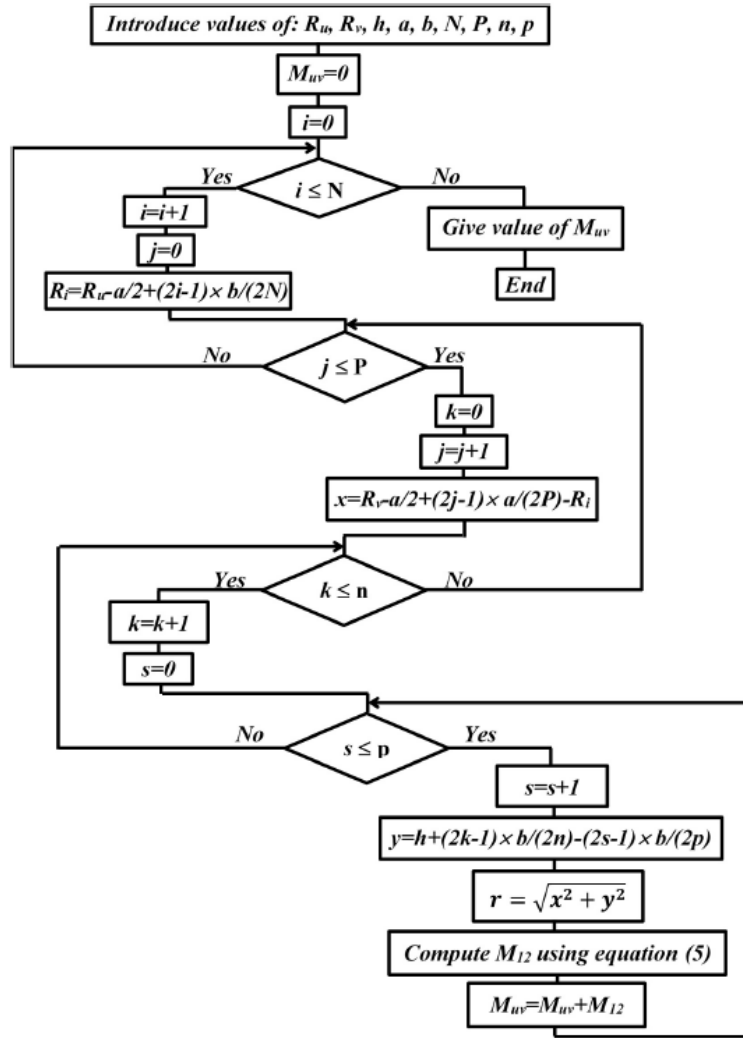 Introduce values of: Rᵤ, Rᵥ, h, a, b, N, P, n, p
Mᵤᵥ=0
i=0
Yes
i ≤ N
No
i=i+1
j=0
Rᵢ=Rᵤ-a/2+(2i-1)× b/(2N)
Give value of Mᵤᵥ
End
No
j ≤ P
Yes
k=0
j=j+1
x=Rᵥ-a/2+(2j-1)× a/(2P)-Rᵢ
Yes
k ≤ n
No
k=k+1
s=0
No
s ≤ p
Yes
s=s+1
y=h+(2k-1)× b/(2n)-(2s-1)× b/(2p)
r = √x² + y²
Compute M₁₂ using equation (5)
Mᵤᵥ=Mᵤᵥ+M₁₂